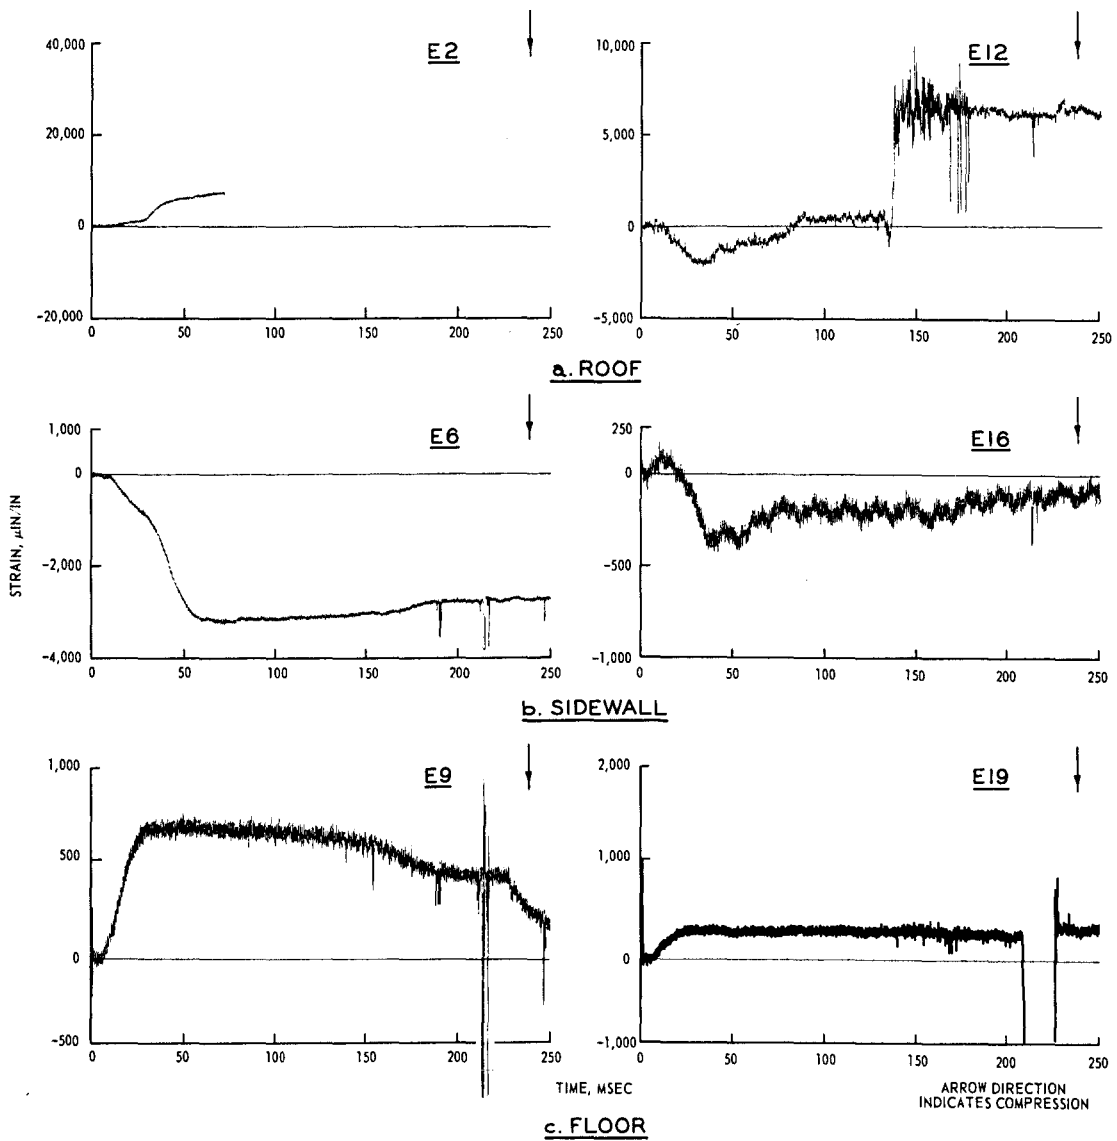 40,000
20,000
0
-20,000
E2
0 50 100 150 200 250
10,000
5,000
0
-5,000
E12
0 50 100 150 200 250
a. ROOF
STRAIN, μIN/IN
1,000
0
-2,000
-4,000
E6
0 50 100 150 200 250
250
0
-500
-1,000
E16
0 50 100 150 200 250
b. SIDEWALL
1,000
500
0
-500
E9
0 50 100 150 200 250
2,000
1,000
0
-1,000
E19
0 50 100 150 200 250
TIME, MSEC
ARROW DIRECTION
INDICATES COMPRESSION
c. FLOOR